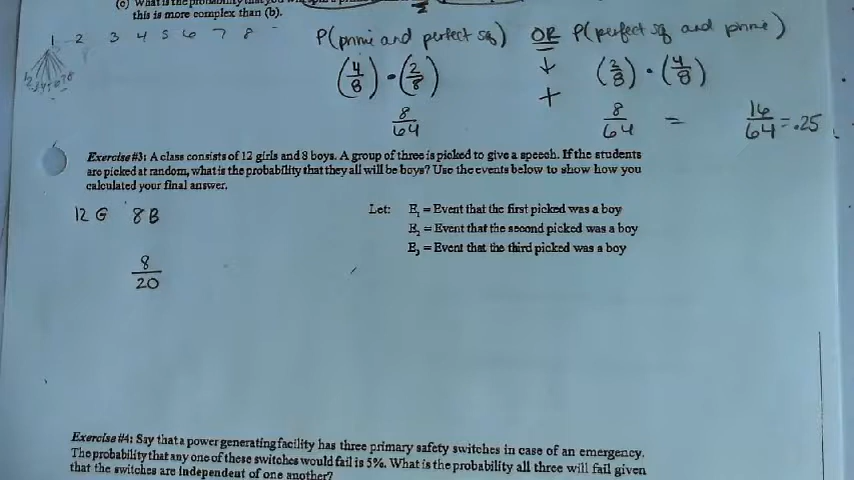 (c) What is the probability that you
this is more complex than (b).
1 2 3 4 5 6 7 8
P(prime and perfect sq) OR P(perfect sq and prime)
(4/8) · (2/8) + (2/8) · (4/8)
8/64 8/64 = 16/64 = .25
Exercise #3: A class consists of 12 girls and 8 boys. A group of three is picked to give a speech. If the students
are picked at random, what is the probability that they all will be boys? Use the events below to show how you
calculated your final answer.
12 G 8 B
8/20
Let: E₁ = Event that the first picked was a boy
E₂ = Event that the second picked was a boy
E₃ = Event that the third picked was a boy
Exercise #4: Say that a power generating facility has three primary safety switches in case of an emergency.
The probability that any one of these switches would fail is 5%. What is the probability all three will fail given
that the switches are independent of one another?